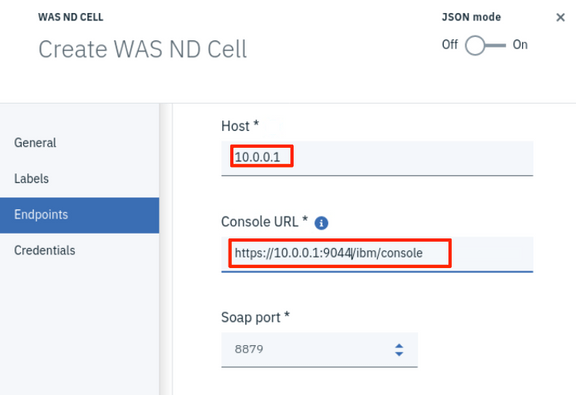 WAS ND CELL
Create WAS ND Cell
JSON mode
Off On
General
Labels
Endpoints
Credentials
Host *
10.0.0.1
Console URL *
https://10.0.0.1:9044/ibm/console
Soap port *
8879